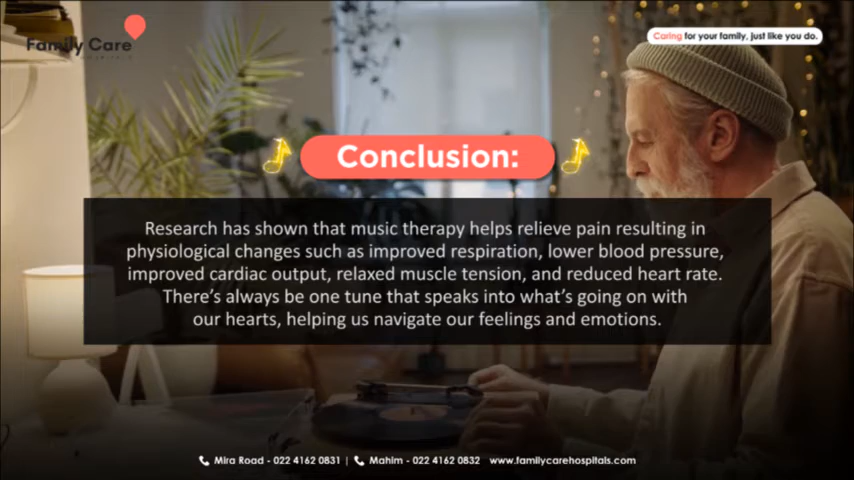 Family Care
Caring for your family, just like you do.
Conclusion:
Research has shown that music therapy helps relieve pain resulting in
physiological changes such as improved respiration, lower blood pressure,
improved cardiac output, relaxed muscle tension, and reduced heart rate.
There's always be one tune that speaks into what's going on with
our hearts, helping us navigate our feelings and emotions.
Mira Road - 022 4162 0831 | Mahim - 022 4162 0832 www.familycarehospitals.com